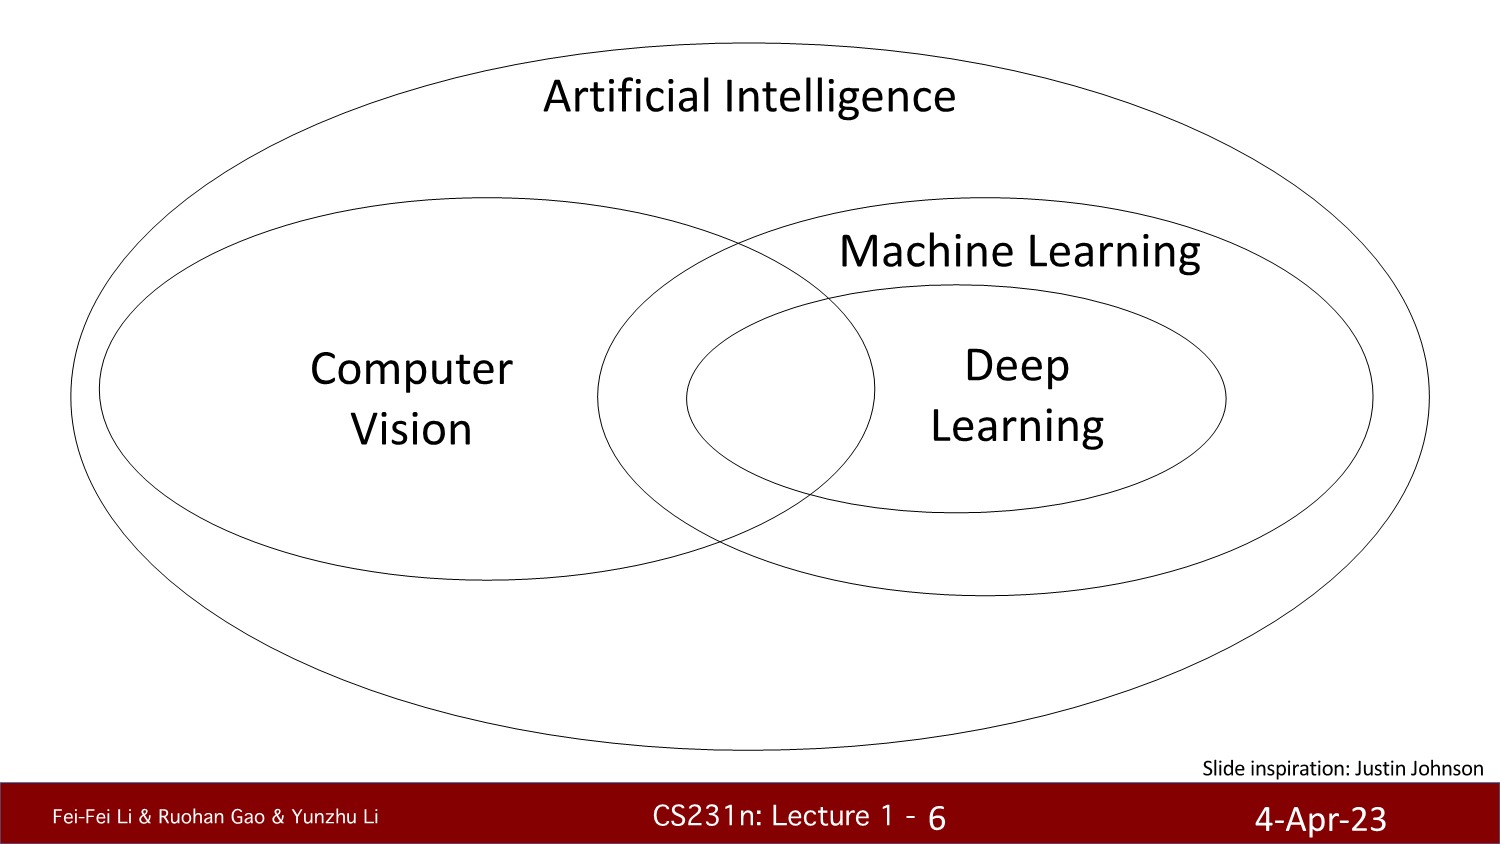 Artificial Intelligence
Machine Learning
Computer
Vision
Deep
Learning
Slide inspiration: Justin Johnson
Fei-Fei Li & Ruohan Gao & Yunzhu Li
CS231n: Lecture 1 - 6
4-Apr-23